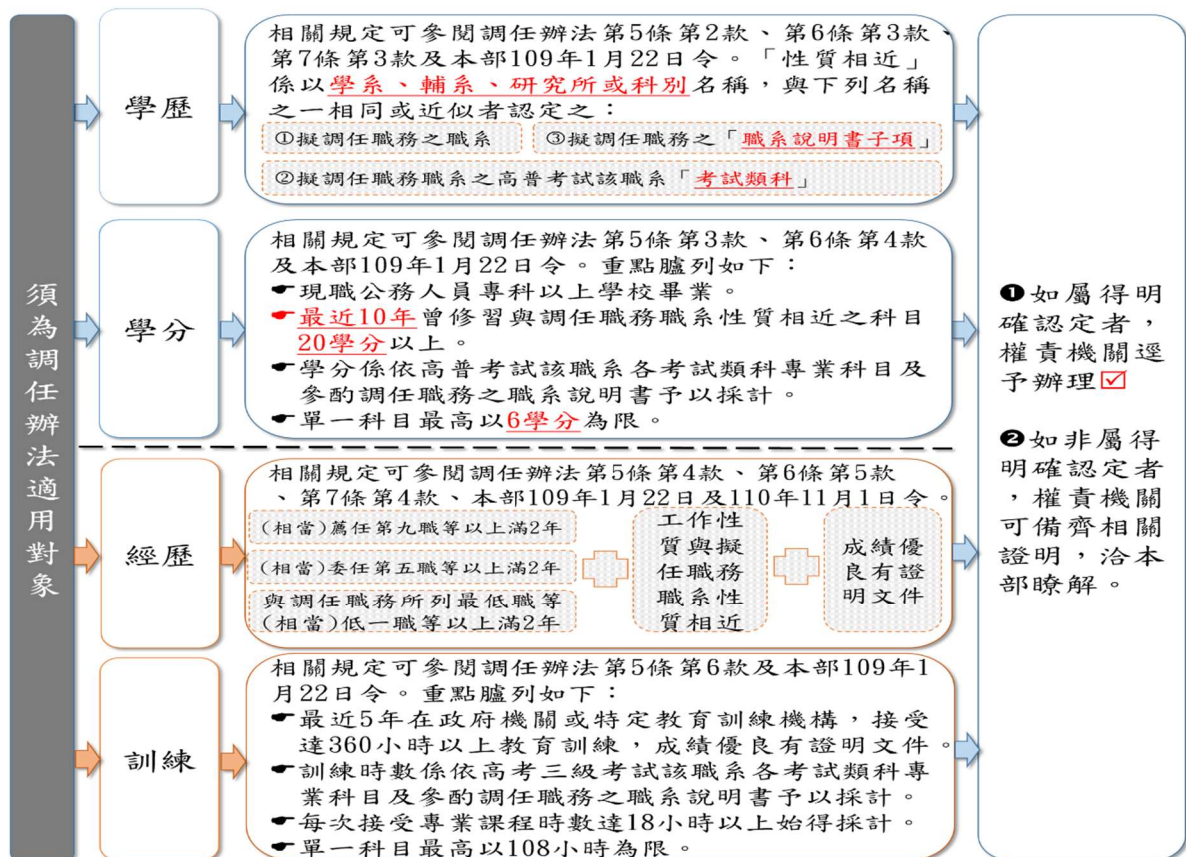 須為調任辦法適用對象
學歷
相關規定可參閱調任辦法第5條第2款、第6條第3款、
第7條第3款及本部109年1月22日令。「性質相近」
係以學系、輔系、研究所或科別名稱，與下列名稱
之一相同或近似者認定之：
①擬調任職務之職系
③擬調任職務之「職系說明書子項」
②擬調任職務職系之高普考試該職系「考試類科」
學分
相關規定可參閱調任辦法第5條第3款、第6條第4款
及本部109年1月22日令。重點臚列如下：
☛現職公務人員專科以上學校畢業。
☛最近10年曾修習與調任職務職系性質相近之科目
20學分以上。
☛學分係依高普考試該職系各考試類科專業科目及
參酌調任職務之職系說明書予以採計。
☛單一科目最高以6學分為限。
經歷
相關規定可參閱調任辦法第5條第4款、第6條第5款
、第7條第4款、本部109年1月22日及110年11月1日令。
(相當)薦任第九職等以上滿2年
(相當)委任第五職等以上滿2年
與調任職務所列最低職等
(相當)低一職等以上滿2年
工作性
質與擬
任職務
職系性
質相近
成績優
良有證
明文件
訓練
相關規定可參閱調任辦法第5條第6款及本部109年1
月22日令。重點臚列如下：
☛最近5年在政府機關或特定教育訓練機構，接受
達360小時以上教育訓練，成績優良有證明文件。
☛訓練時數係依高考三級考試該職系各考試類科專
業科目及參酌調任職務之職系說明書予以採計。
☛每次接受專業課程時數達18小時以上始得採計。
☛單一科目最高以108小時為限。
❶如屬得明
確認定者，
權責機關逕
予辦理☑
❷如非屬得
明確認定者
，權責機關
可備齊相關
證明，洽本
部瞭解。